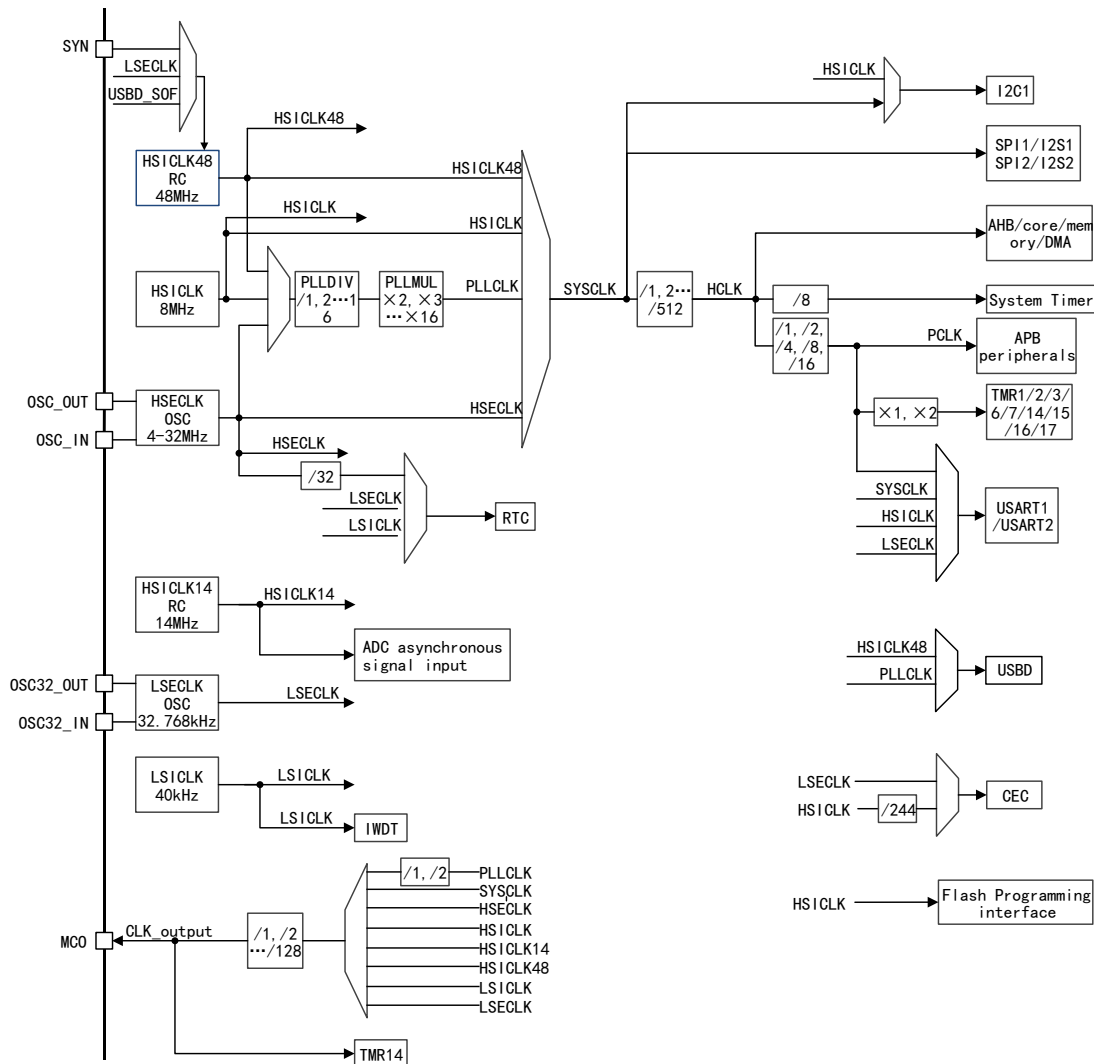 SYN
LSECLK
USBD_SOF
HSICLK48
RC
48MHz
HSICLK48
HSICLK48
HSICLK
HSICLK
HSICLK
8MHz
PLLDIV
/1, 2…1
6
PLLMUL
×2, ×3
…×16
PLLCLK
OSC_OUT
OSC_IN
HSECLK
OSC
4-32MHz
HSECLK
HSECLK
/32
LSECLK
LSICLK
RTC
SYSCLK
/1, 2…
/512
HCLK
HSICLK
I2C1
SPI1/I2S1
SPI2/I2S2
AHB/core/mem
ory/DMA
/8
System Timer
/1, /2,
/4, /8,
/16
PCLK
APB
peripherals
×1, ×2
TMR1/2/3/
6/7/14/15
/16/17
SYSCLK
HSICLK
LSECLK
USART1
/USART2
HSICLK14
RC
14MHz
HSICLK14
ADC asynchronous
signal input
HSICLK48
PLLCLK
USBD
OSC32_OUT
OSC32_IN
LSECLK
OSC
32.768kHz
LSECLK
LSICLK
40kHz
LSICLK
LSICLK
IWDT
LSECLK
HSICLK
/244
CEC
HSICLK
Flash Programming
interface
MCO
CLK_output
/1, /2
…/128
/1, /2
PLLCLK
SYSCLK
HSECLK
HSICLK
HSICLK14
HSICLK48
LSICLK
LSECLK
TMR14